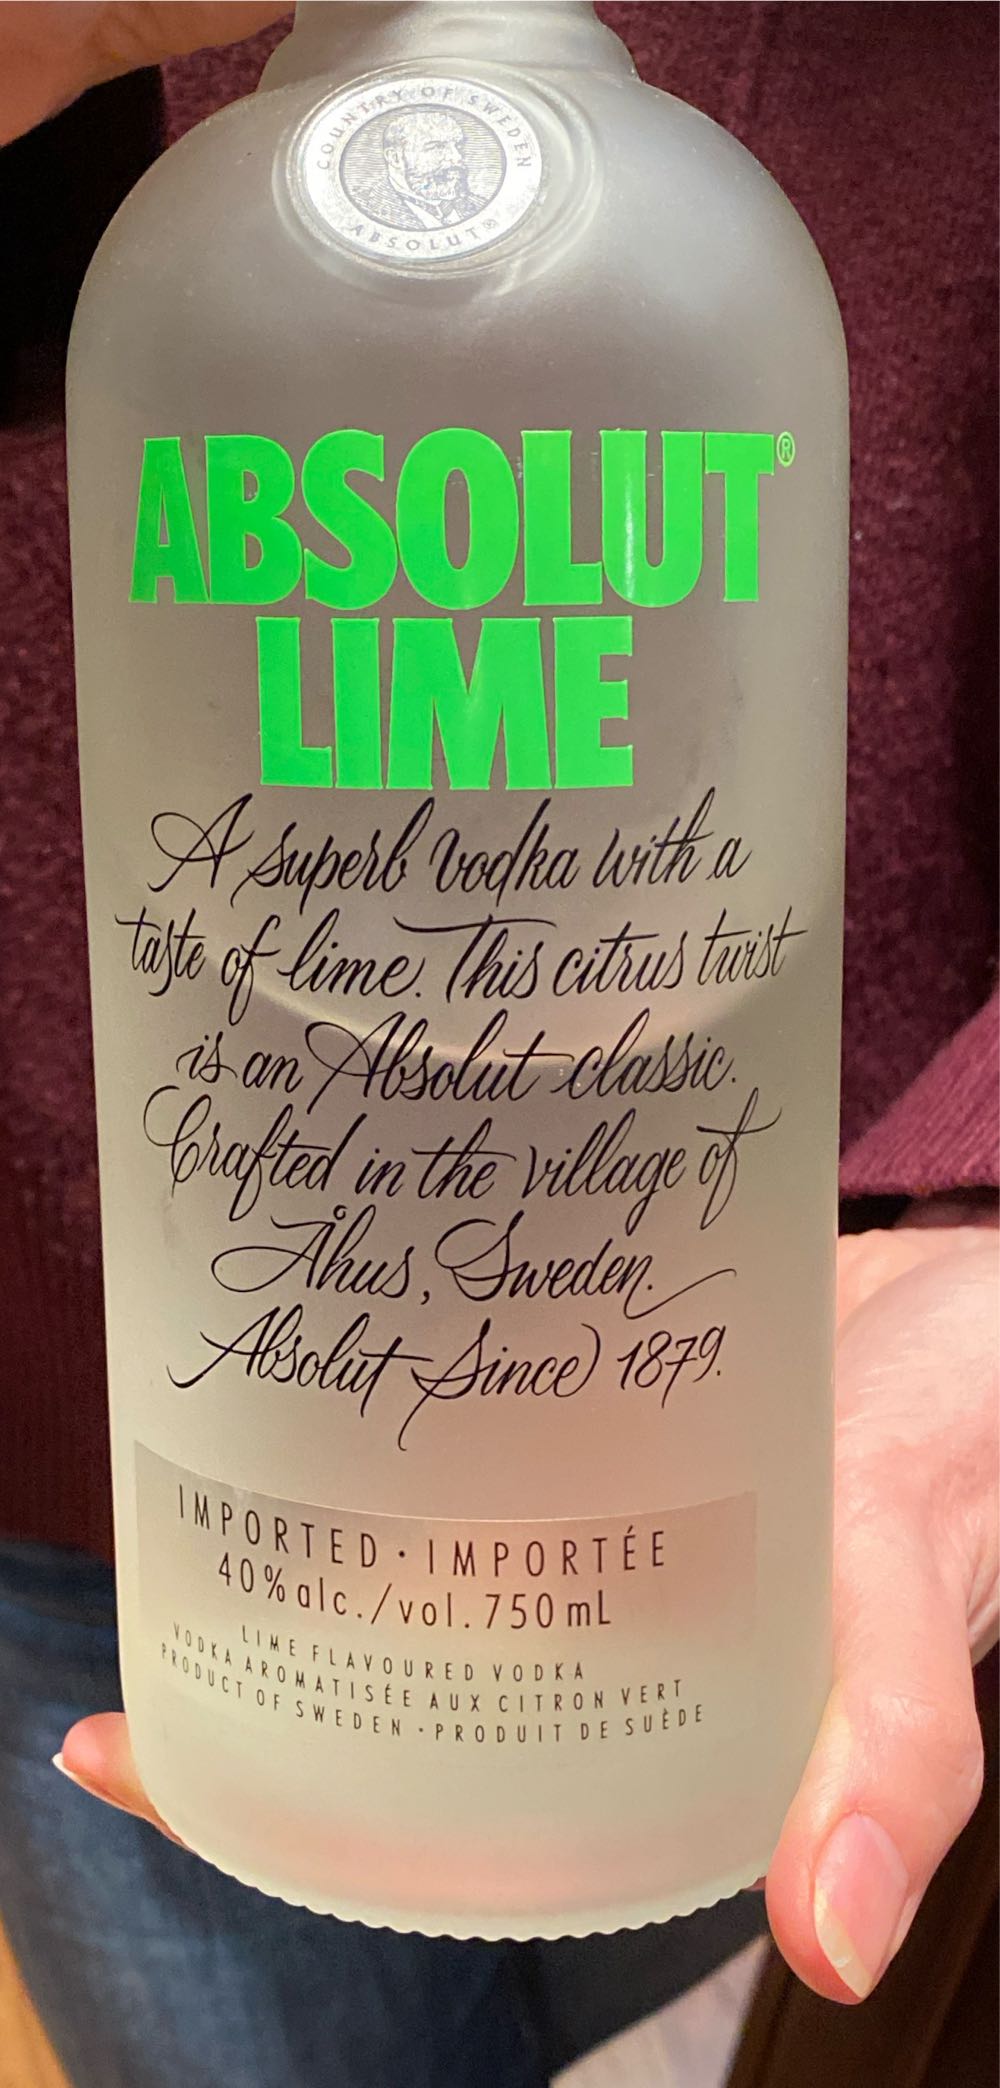 COUNTRY OF SWEDEN
ABSOLUT®
ABSOLUT®
LIME
A superb vodka with a
taste of lime. This citrus twist
is an Absolut classic.
Crafted in the village of
Åhus, Sweden.
Absolut Since 1879.
IMPORTED · IMPORTÉE
40% alc./vol. 750 mL
LIME FLAVOURED VODKA
VODKA AROMATISÉE AUX CITRON VERT
PRODUCT OF SWEDEN · PRODUIT DE SUÈDE